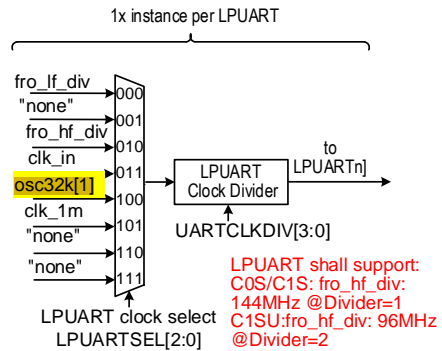 1x instance per LPUART
fro_lf_div
000
"none"
001
fro_hf_div
010
clk_in
011
osc32k[1]
100
clk_1m
101
"none"
110
"none"
111
LPUART
Clock Divider
to
LPUARTn]
UARTCLKDIV[3:0]
LPUART clock select
LPUARTSEL[2:0]
LPUART shall support:
C0S/C1S: fro_hf_div:
144MHz @Divider=1
C1SU:fro_hf_div: 96MHz
@Divider=2